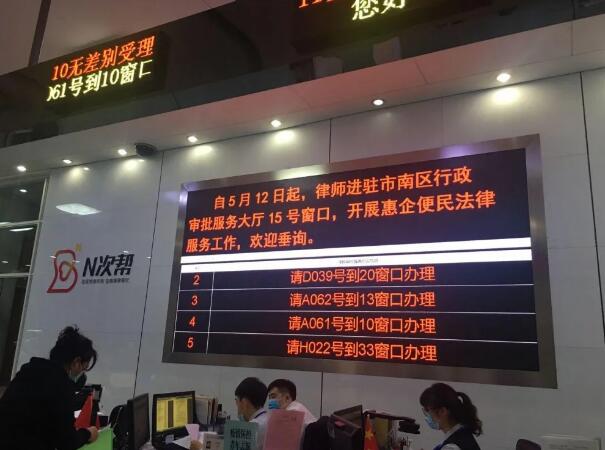 10无差别受理
061号到10窗口
您好
自5月12日起，律师进驻市南区行政
审批服务大厅15号窗口，开展惠企便民法律
服务工作，欢迎垂询。
2 请D039号到20窗口办理
3 请A062号到13窗口办理
4 请A061号到10窗口办理
5 请H022号到33窗口办理
N次帮